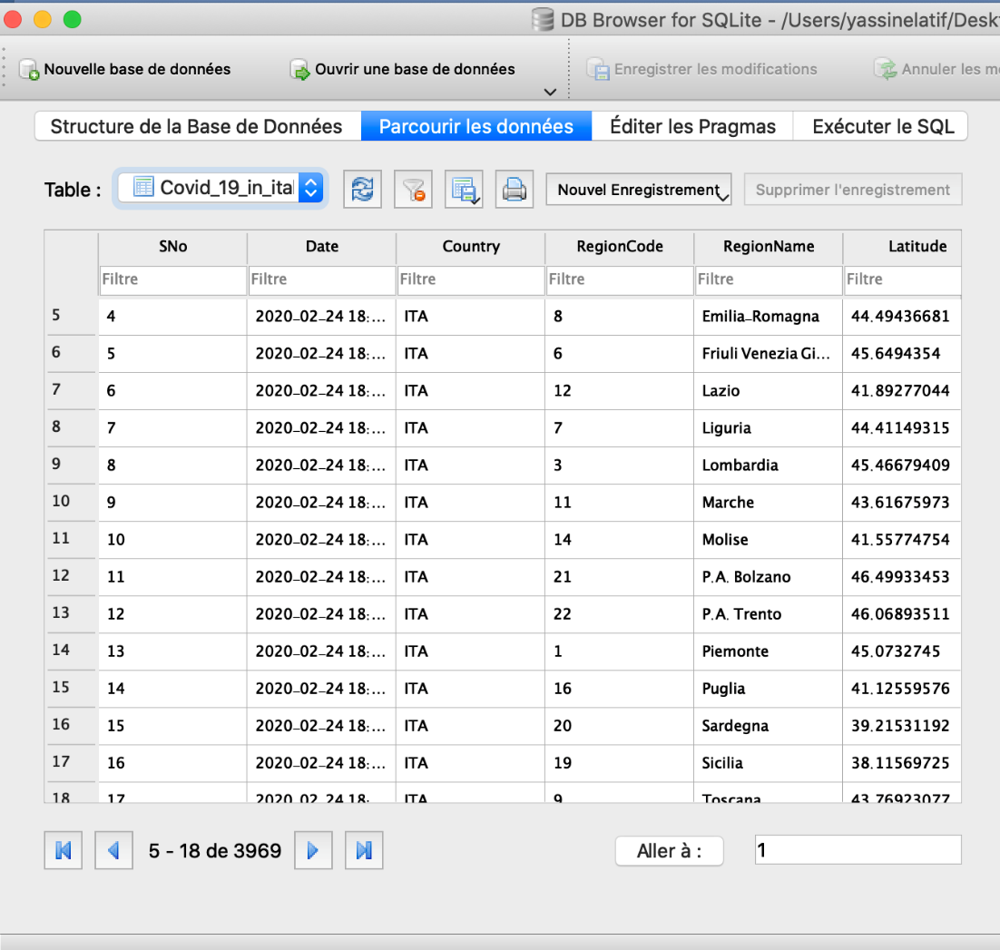 DB Browser for SQLite - /Users/yassinelatif/Desk
Nouvelle base de données Ouvrir une base de données Enregistrer les modifications Annuler les mo
Structure de la Base de Données Parcourir les données Éditer les Pragmas Exécuter le SQL
Table : Covid_19_in_ital Nouvel Enregistrement Supprimer l'enregistrement
SNo Date Country RegionCode RegionName Latitude
Filtre Filtre Filtre Filtre Filtre Filtre
5 4 2020-02-24 18:... ITA 8 Emilia-Romagna 44.49436681
6 5 2020-02-24 18:... ITA 6 Friuli Venezia Gi... 45.6494354
7 6 2020-02-24 18:... ITA 12 Lazio 41.89277044
8 7 2020-02-24 18:... ITA 7 Liguria 44.41149315
9 8 2020-02-24 18:... ITA 3 Lombardia 45.46679409
10 9 2020-02-24 18:... ITA 11 Marche 43.61675973
11 10 2020-02-24 18:... ITA 14 Molise 41.55774754
12 11 2020-02-24 18:... ITA 21 P.A. Bolzano 46.49933453
13 12 2020-02-24 18:... ITA 22 P.A. Trento 46.06893511
14 13 2020-02-24 18:... ITA 1 Piemonte 45.0732745
15 14 2020-02-24 18:... ITA 16 Puglia 41.12559576
16 15 2020-02-24 18:... ITA 20 Sardegna 39.21531192
17 16 2020-02-24 18:... ITA 19 Sicilia 38.11569725
18 17 2020-02-24 18:... ITA 9 Toscana 43.76923077
5 - 18 de 3969 Aller à : 1